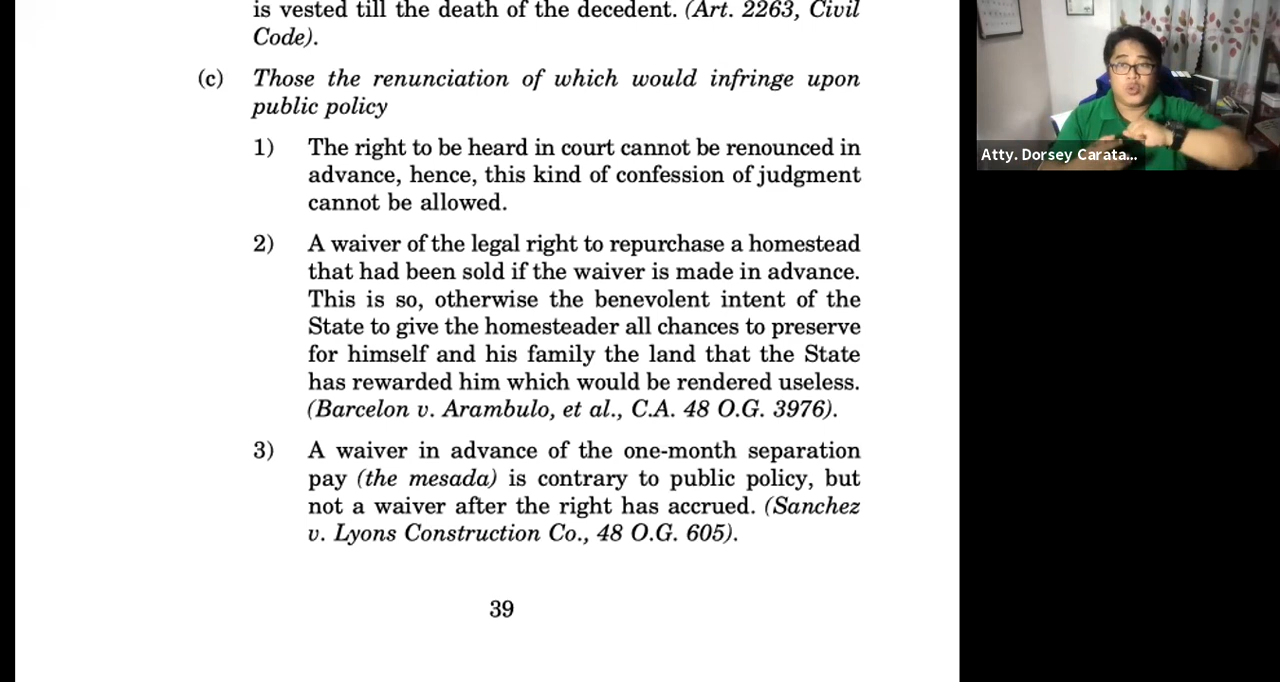 is vested till the death of the decedent. (Art. 2263, Civil
Code).
(c) Those the renunciation of which would infringe upon
public policy
1) The right to be heard in court cannot be renounced in
advance, hence, this kind of confession of judgment
cannot be allowed.
2) A waiver of the legal right to repurchase a homestead
that had been sold if the waiver is made in advance.
This is so, otherwise the benevolent intent of the
State to give the homesteader all chances to preserve
for himself and his family the land that the State
has rewarded him which would be rendered useless.
(Barcelon v. Arambulo, et al., C.A. 48 O.G. 3976).
3) A waiver in advance of the one-month separation
pay (the mesada) is contrary to public policy, but
not a waiver after the right has accrued. (Sanchez
v. Lyons Construction Co., 48 O.G. 605).
39
Atty. Dorsey Carata...